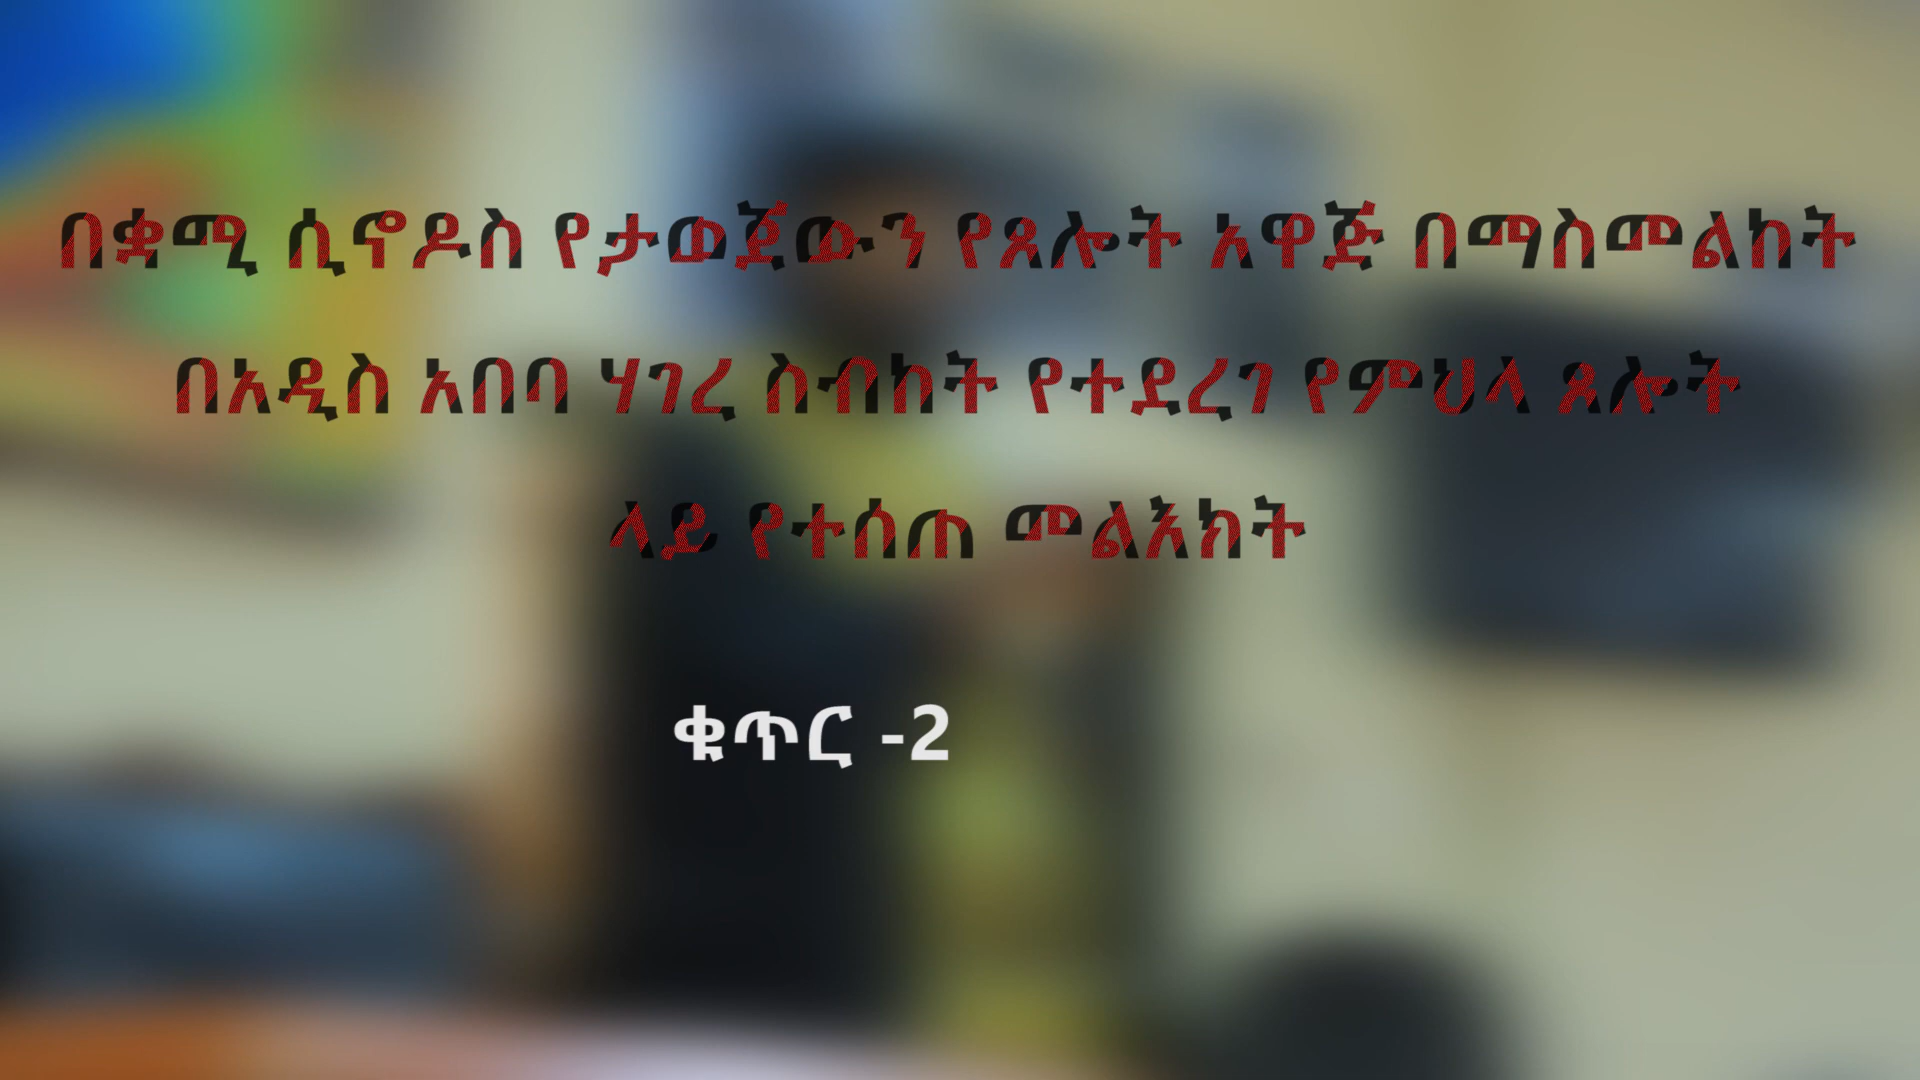 በቋሚ ሲኖዶስ የታወጀውን የጸሎት አዋጅ በማስመልከት
በአዲስ አበባ ሃገረ ስብከት የተደረገ የምህላ ጸሎት
ላይ የተሰጠ መልእክት
ቁጥር -2